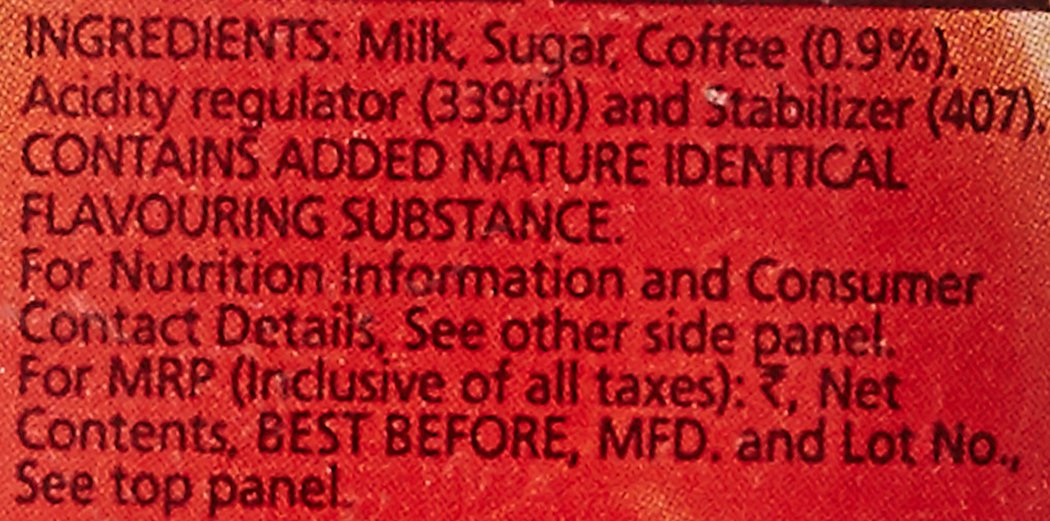 INGREDIENTS: Milk, Sugar, Coffee (0.9%),
Acidity regulator (339(ii)) and Stabilizer (407).
CONTAINS ADDED NATURE IDENTICAL
FLAVOURING SUBSTANCE.
For Nutrition Information and Consumer
Contact Details, See other side panel.
For MRP (Inclusive of all taxes): ₹, Net
Contents, BEST BEFORE, MFD. and Lot No.,
See top panel.